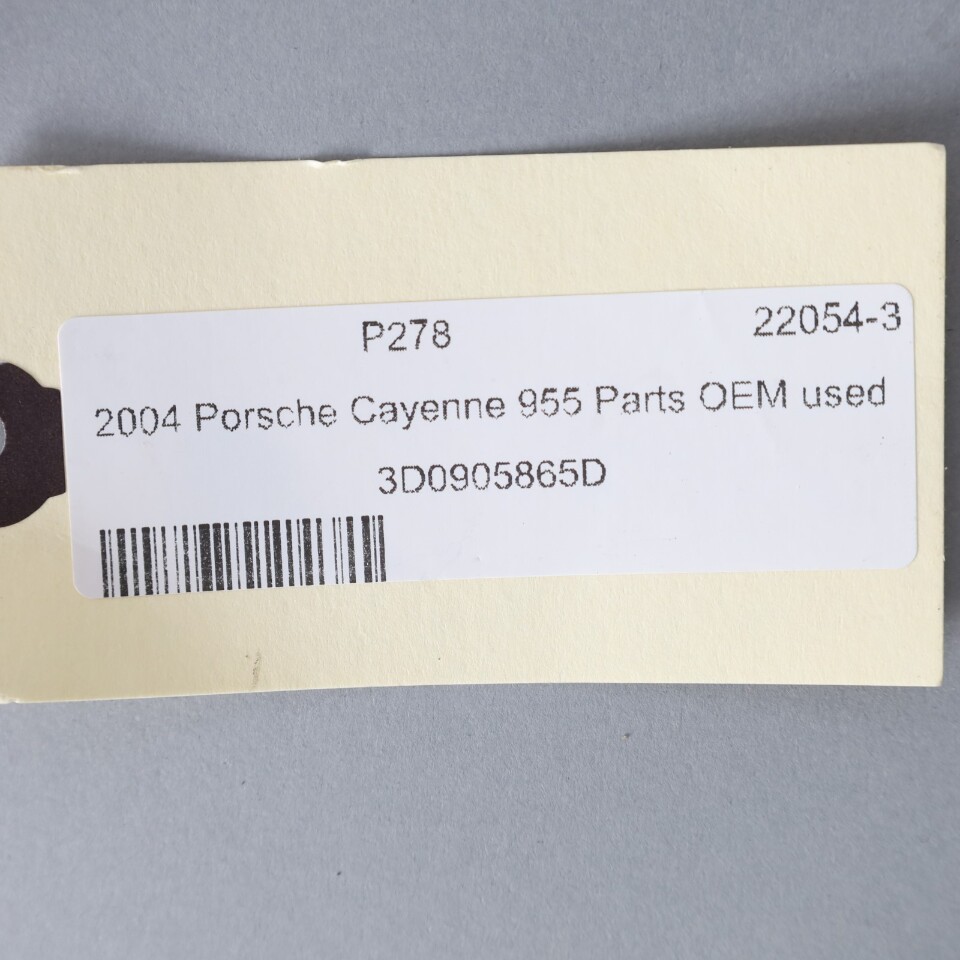 P278 22054-3
2004 Porsche Cayenne 955 Parts OEM used
3D0905865D